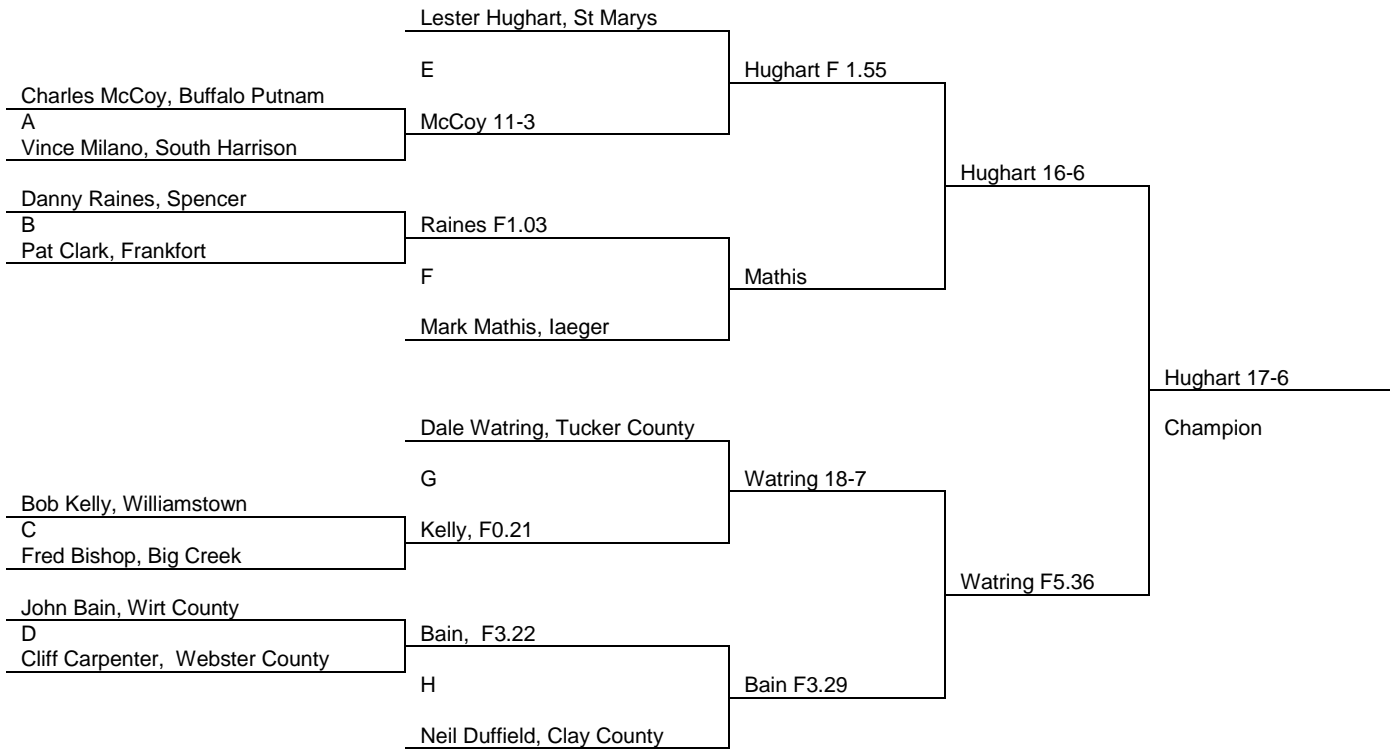 Lester Hughart, St Marys
E
Hughart F 1.55
Charles McCoy, Buffalo Putnam
A
McCoy 11-3
Vince Milano, South Harrison
Hughart 16-6
Danny Raines, Spencer
B
Raines F1.03
Pat Clark, Frankfort
F
Mathis
Mark Mathis, Iaeger
Hughart 17-6
Dale Watring, Tucker County
Champion
G
Watring 18-7
Bob Kelly, Williamstown
C
Kelly, F0.21
Fred Bishop, Big Creek
Watring F5.36
John Bain, Wirt County
D
Bain,  F3.22
Cliff Carpenter,  Webster County
H
Bain F3.29
Neil Duffield, Clay County